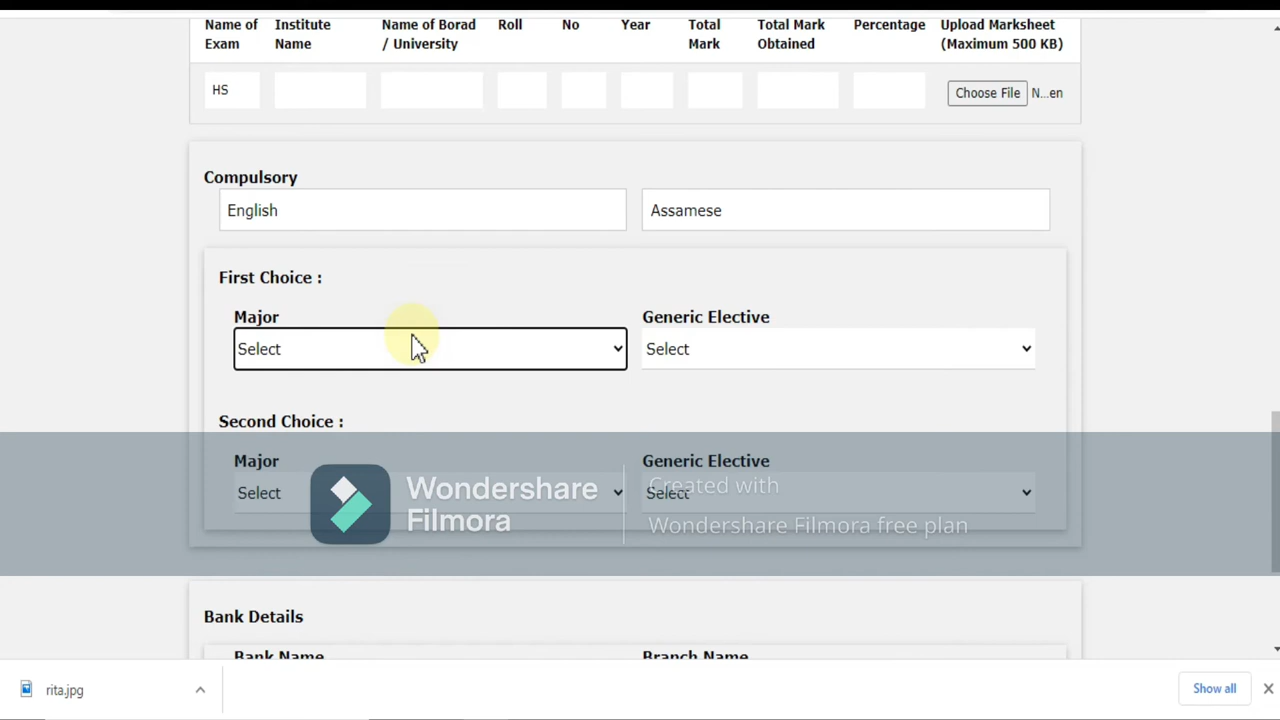 Name of Exam Institute Name Name of Borad / University Roll No Year Total Mark Total Mark Obtained Percentage Upload Marksheet (Maximum 500 KB)
HS Choose File N...en
Compulsory
English Assamese
First Choice :
Major Generic Elective
Select Select
Second Choice :
Major Generic Elective
Select Select
Wondershare Filmora
Created with
Wondershare Filmora free plan
Bank Details
Bank Name Branch Name
rita.jpg Show all